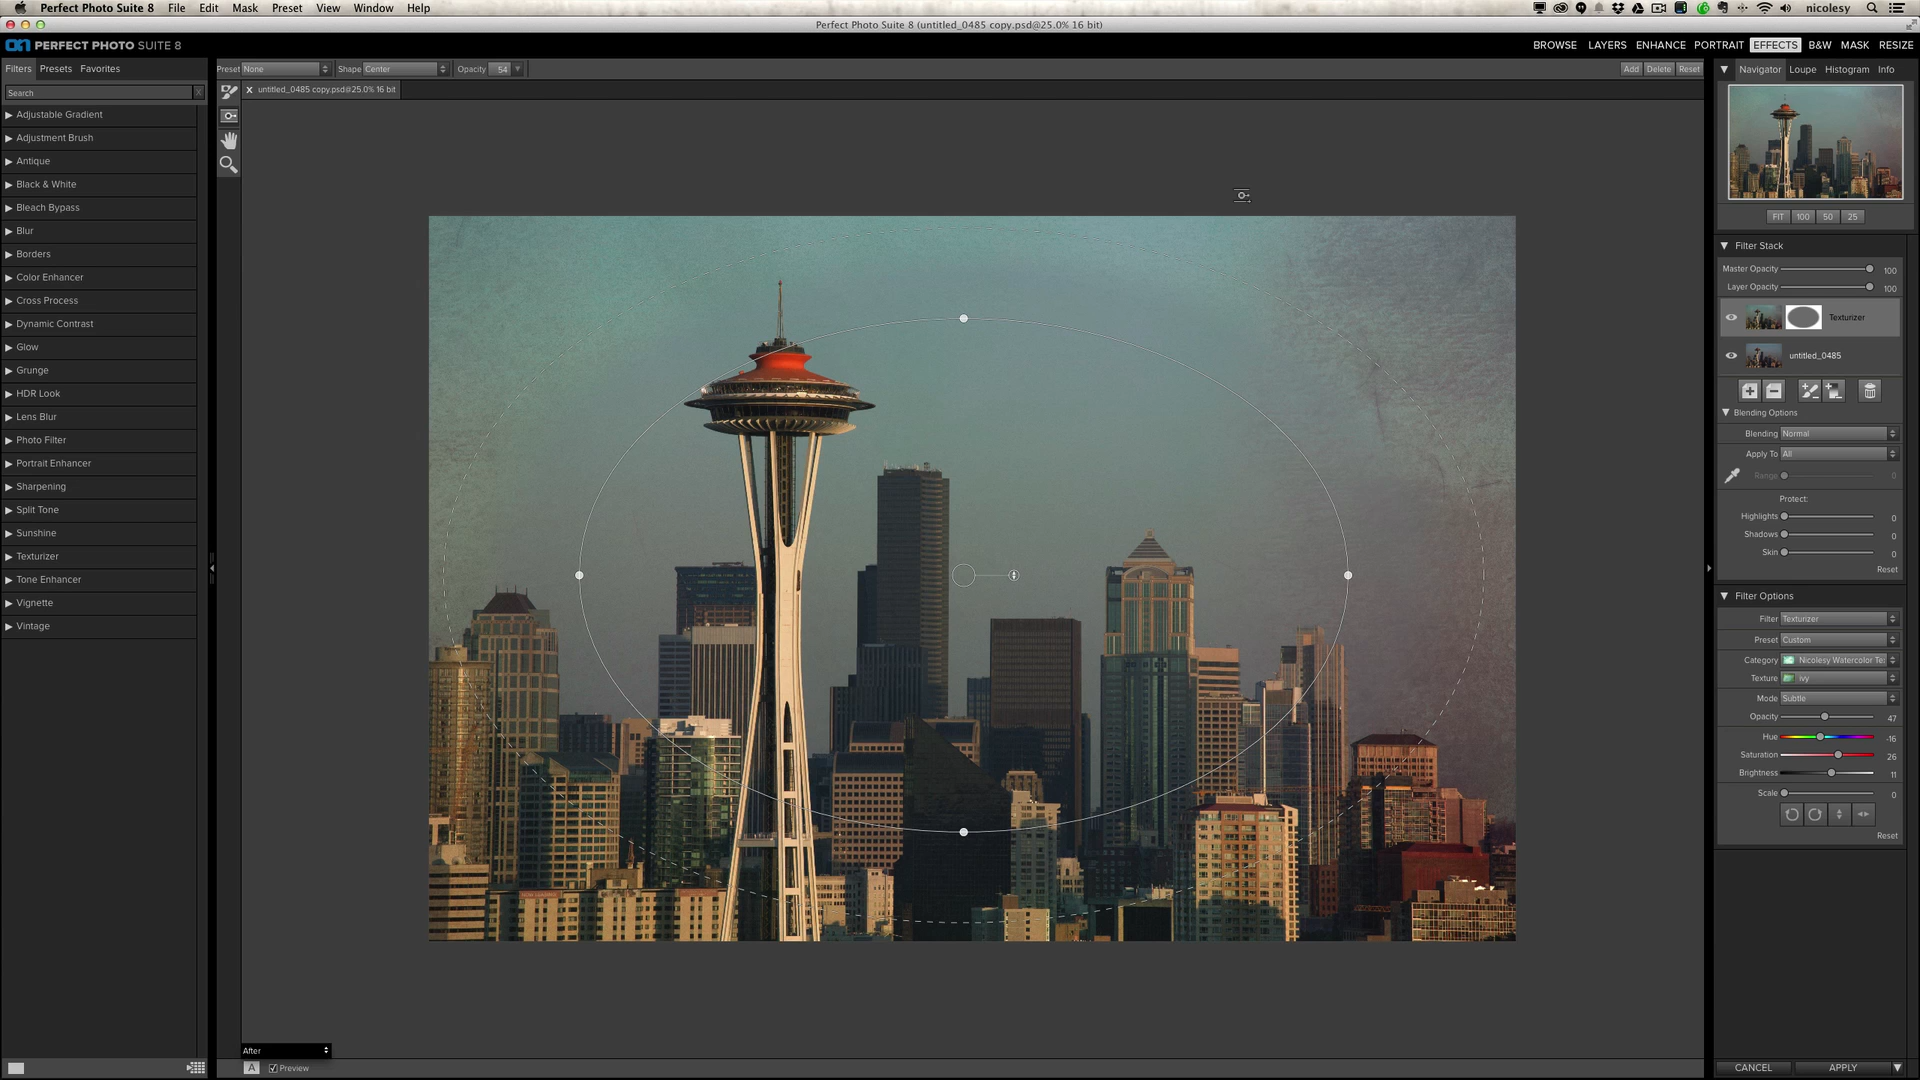 Perfect Photo Suite 8 File Edit Mask Preset View Window Help nicolesy
Perfect Photo Suite 8 (untitled_0485 copy.psd@25.0% 16 bit)
on PERFECT PHOTO SUITE 8 BROWSE LAYERS ENHANCE PORTRAIT EFFECTS B&W MASK RESIZE
Filters Presets Favorites
Preset None Shape Center Opacity 54 Add Delete Reset
Navigator Loupe Histogram Info
Search X
X untitled_0485 copy.psd@25.0% 16 bit
Adjustable Gradient
Adjustment Brush
Antique
Black & White
Bleach Bypass
Blur
Borders
Color Enhancer
Cross Process
Dynamic Contrast
Glow
Grunge
HDR Look
Lens Blur
Photo Filter
Portrait Enhancer
Sharpening
Split Tone
Sunshine
Texturizer
Tone Enhancer
Vignette
Vintage
After
A Preview
FIT 100 50 25
Filter Stack
Master Opacity 100
Layer Opacity 100
Texturizer
untitled_0485
Blending Options
Blending Normal
Apply To All
Range 0
Protect:
Highlights 0
Shadows 0
Skin 0
Reset
Filter Options
Filter Texturizer
Preset Custom
Category Nicolesy Watercolor Te
Texture ivy
Mode Subtle
Opacity 47
Hue -16
Saturation 26
Brightness 11
Scale 0
Reset
CANCEL APPLY